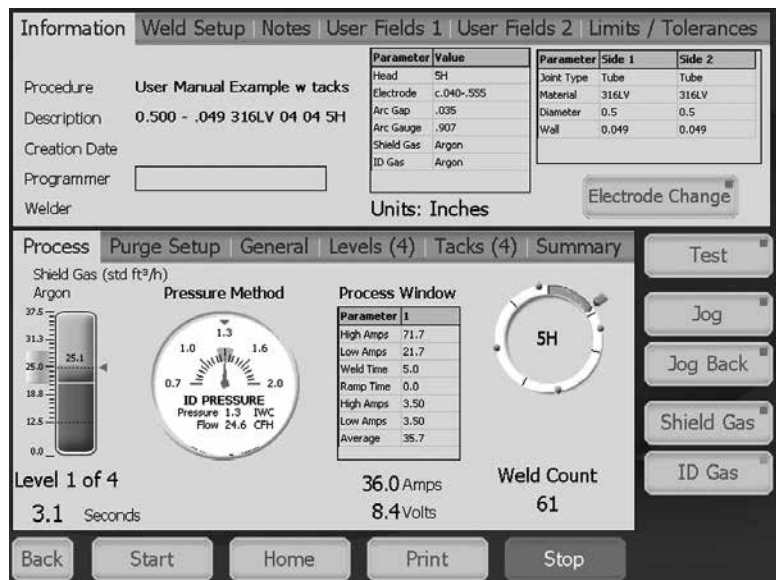 Information Weld Setup Notes User Fields 1 User Fields 2 Limits / Tolerances
Procedure User Manual Example w tacks
Description 0.500 - .049 316LV 04 04 5H
Creation Date
Programmer
Welder
Parameter Value
Head 5H
Electrode c.040-.555
Arc Gap .035
Arc Gauge .907
Shield Gas Argon
ID Gas Argon
Units: Inches
Parameter Side 1 Side 2
Joint Type Tube Tube
Material 316LV 316LV
Diameter 0.5 0.5
Wall 0.049 0.049
Electrode Change
Process Purge Setup General Levels (4) Tacks (4) Summary
Shield Gas (std ft³/h)
Argon
37.5
31.3
25.0
18.8
12.5
0.0
25.1
Pressure Method
0.7 1.0 1.3 1.6 2.0
ID PRESSURE
Pressure 1.3 IWC
Flow 24.6 CFH
Process Window
Parameter 1
High Amps 71.7
Low Amps 21.7
Weld Time 5.0
Ramp Time 0.0
High Amps 3.50
Low Amps 3.50
Average 35.7
5H
Level 1 of 4
3.1 Seconds
36.0 Amps
8.4 Volts
Weld Count
61
Test
Jog
Jog Back
Shield Gas
ID Gas
Back Start Home Print Stop